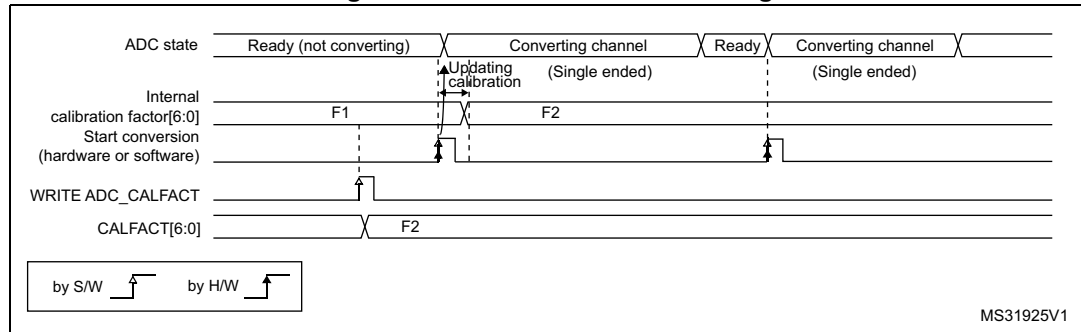 ADC state
Ready (not converting)
Converting channel
Ready
Converting channel
Updating
calibration
(Single ended)
(Single ended)
Internal
calibration factor[6:0]
F1
F2
Start conversion
(hardware or software)
WRITE ADC_CALFACT
CALFACT[6:0]
F2
by S/W
by H/W
MS31925V1